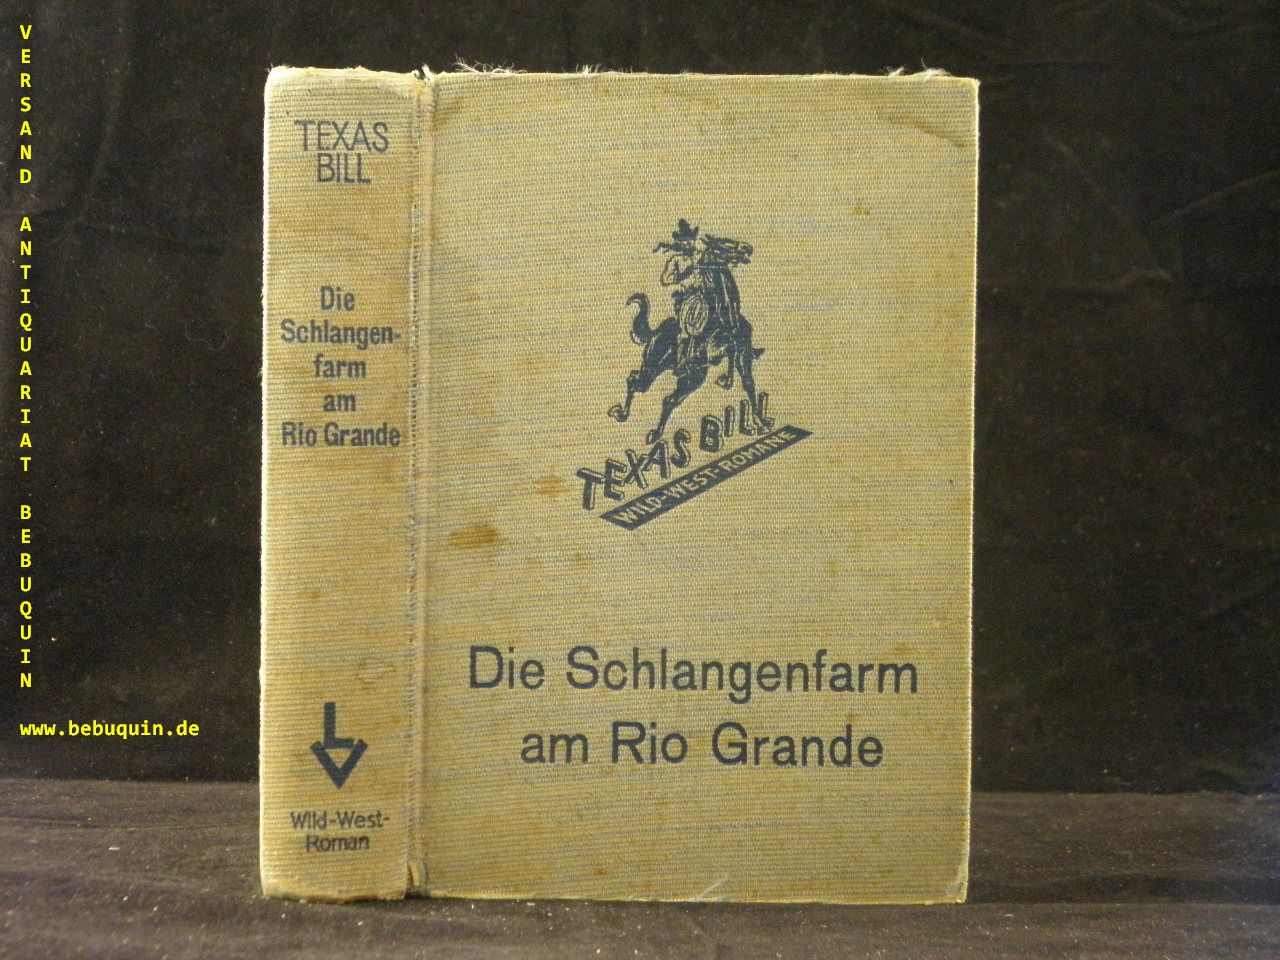 VERSAND ANTIQUARIAT BEBUQUIN
www.bebuquin.de
TEXAS
BILL
Die
Schlangen-
farm
am
Rio Grande
LV
Wild-West-
Roman
TEXAS BILL
WILD-WEST-ROMANE
Die Schlangenfarm
am Rio Grande